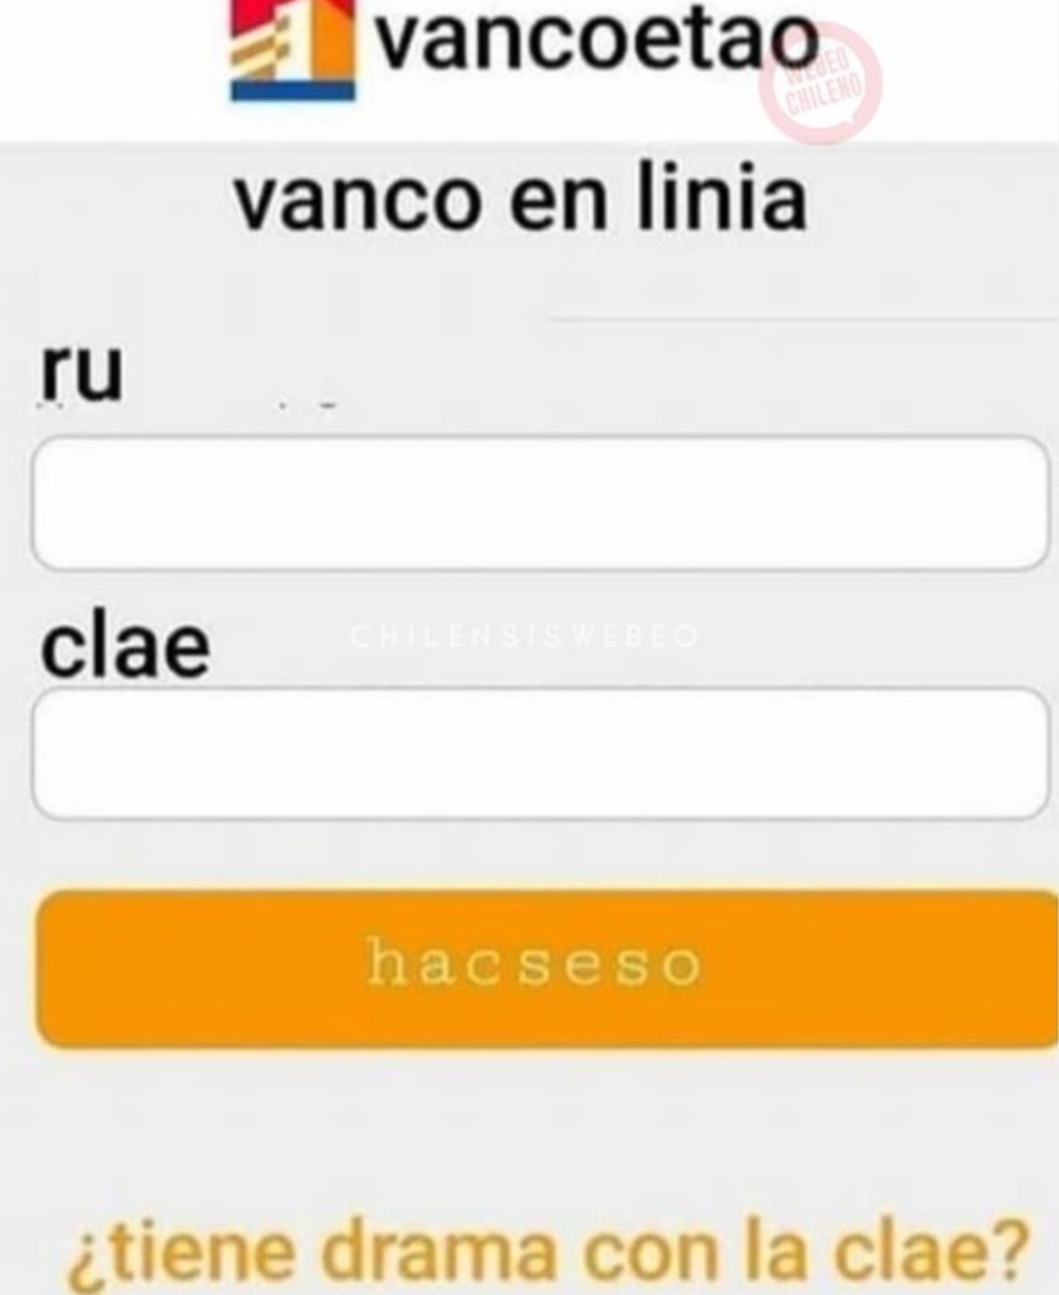 vancoetao
WEBEO
CHILENO
vanco en linia
ru
clae
CHILENSISWEBEO
hacseso
¿tiene drama con la clae?